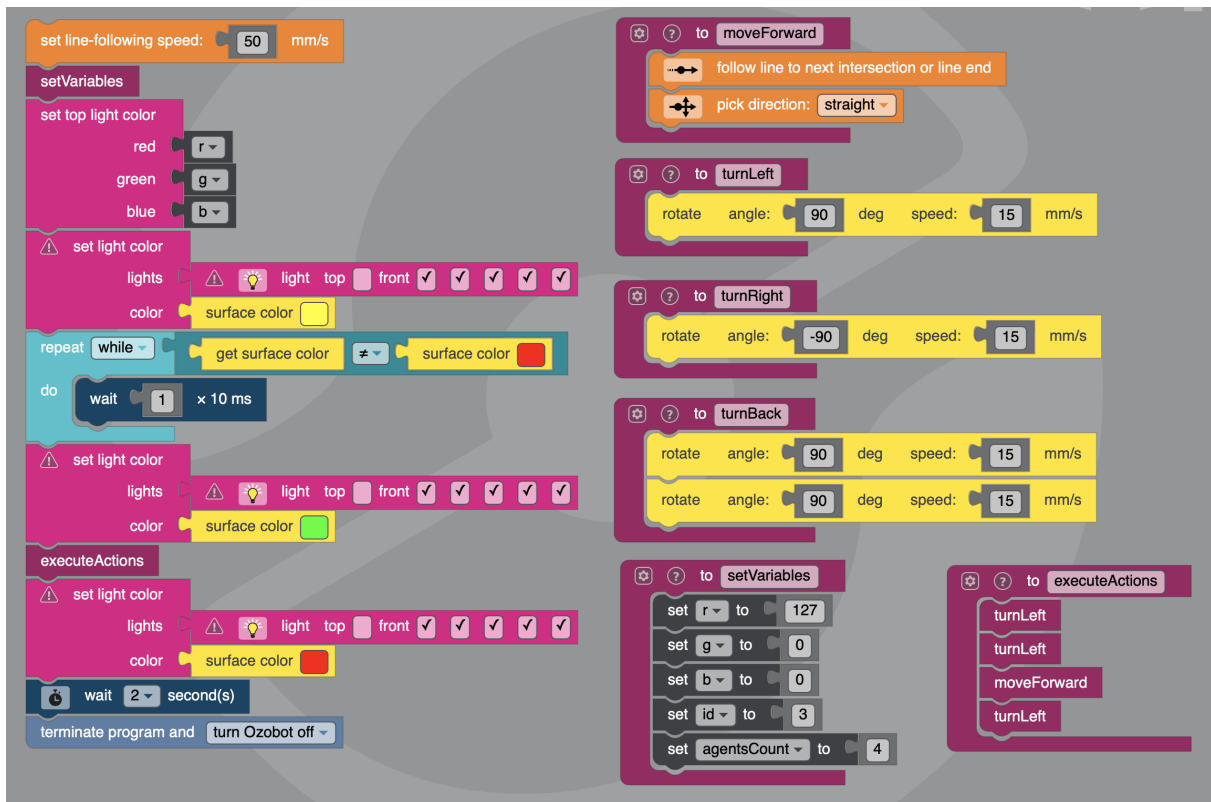 set line-following speed: 50 mm/s
setVariables
set top light color
red r
green g
blue b
set light color
lights light top front
color surface color
repeat while get surface color ≠ surface color
do wait 1 × 10 ms
set light color
lights light top front
color surface color
executeActions
set light color
lights light top front
color surface color
wait 2 second(s)
terminate program and turn Ozobot off
? to moveForward
follow line to next intersection or line end
pick direction: straight
? to turnLeft
rotate angle: 90 deg speed: 15 mm/s
? to turnRight
rotate angle: -90 deg speed: 15 mm/s
? to turnBack
rotate angle: 90 deg speed: 15 mm/s
rotate angle: 90 deg speed: 15 mm/s
? to setVariables
set r to 127
set g to 0
set b to 0
set id to 3
set agentsCount to 4
? to executeActions
turnLeft
turnLeft
moveForward
turnLeft